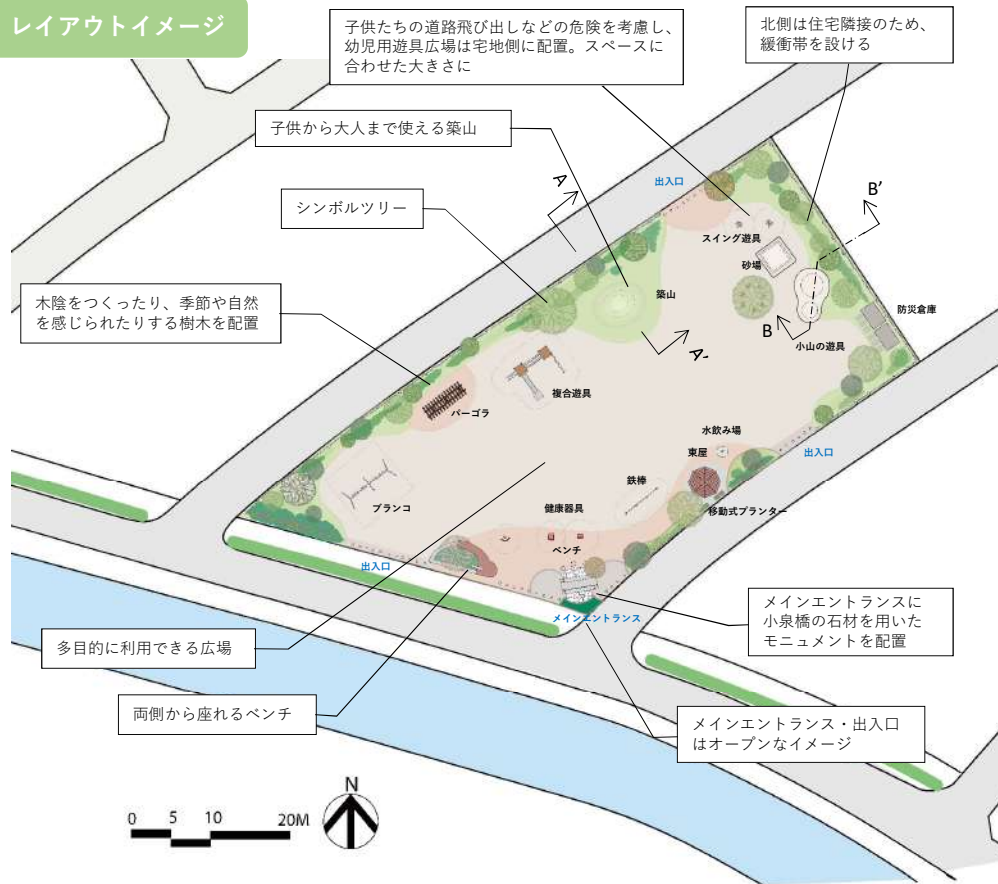 レイアウトイメージ
子供たちの道路飛び出しなどの危険を考慮し、
幼児用遊具広場は宅地側に配置。スペースに
合わせた大きさに
北側は住宅隣接のため、
緩衝帯を設ける
子供から大人まで使える築山
シンボルツリー
木陰をつくったり、季節や自然
を感じられたりする樹木を配置
A
出入口
B'
スイング遊具
砂場
築山
B
防災倉庫
小山の遊具
A'
複合遊具
パーゴラ
水飲み場
東屋
出入口
鉄棒
ブランコ
健康器具
移動式プランター
ベンチ
出入口
メインエントランス
メインエントランスに
小泉橋の石材を用いた
モニュメントを配置
多目的に利用できる広場
両側から座れるベンチ
メインエントランス・出入口
はオープンなイメージ
N
0 5 10 20M